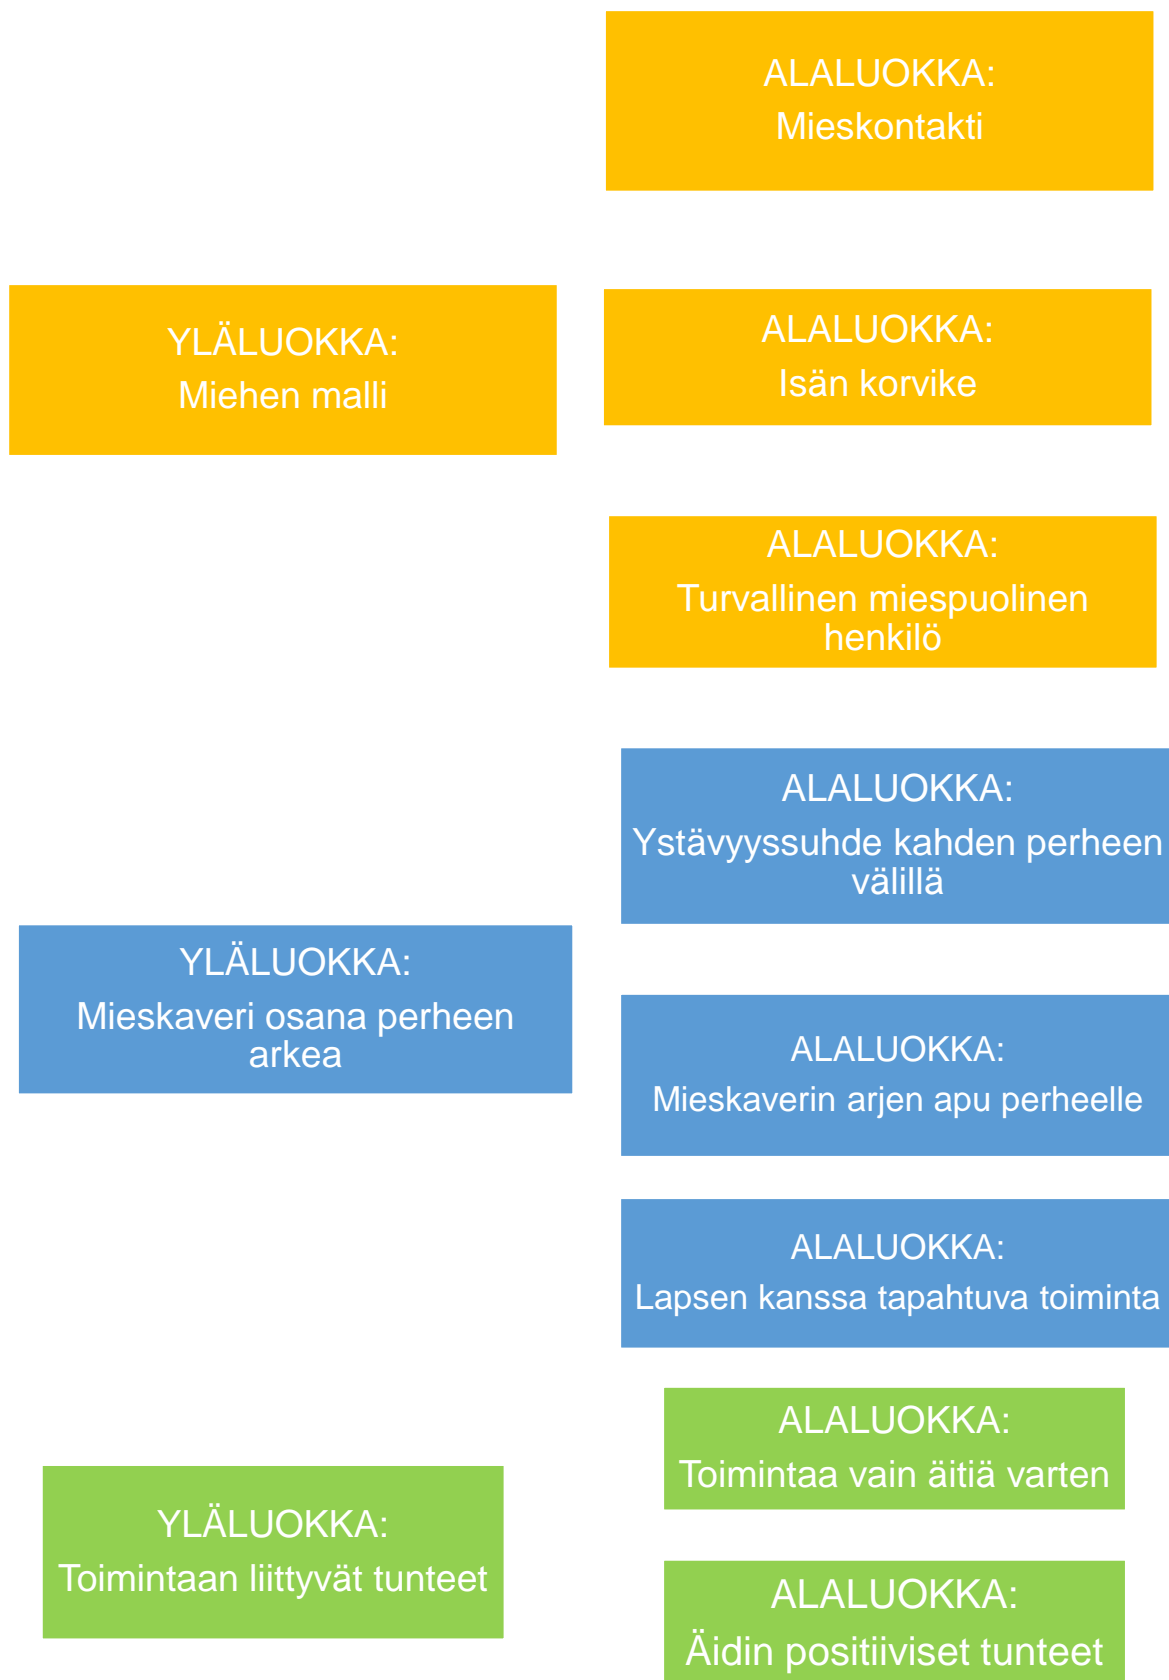 ALALUOKKA:
Mieskontakti
YLÄLUOKKA:
Miehen malli
ALALUOKKA:
Isän korvike
ALALUOKKA:
Turvallinen miespuolinen
henkilö
ALALUOKKA:
Ystävyyssuhde kahden perheen
välillä
YLÄLUOKKA:
Mieskaveri osana perheen
arkea
ALALUOKKA:
Mieskaverin arjen apu perheelle
ALALUOKKA:
Lapsen kanssa tapahtuva toiminta
ALALUOKKA:
Toimintaa vain äitiä varten
YLÄLUOKKA:
Toimintaan liittyvät tunteet
ALALUOKKA:
Äidin positiiviset tunteet